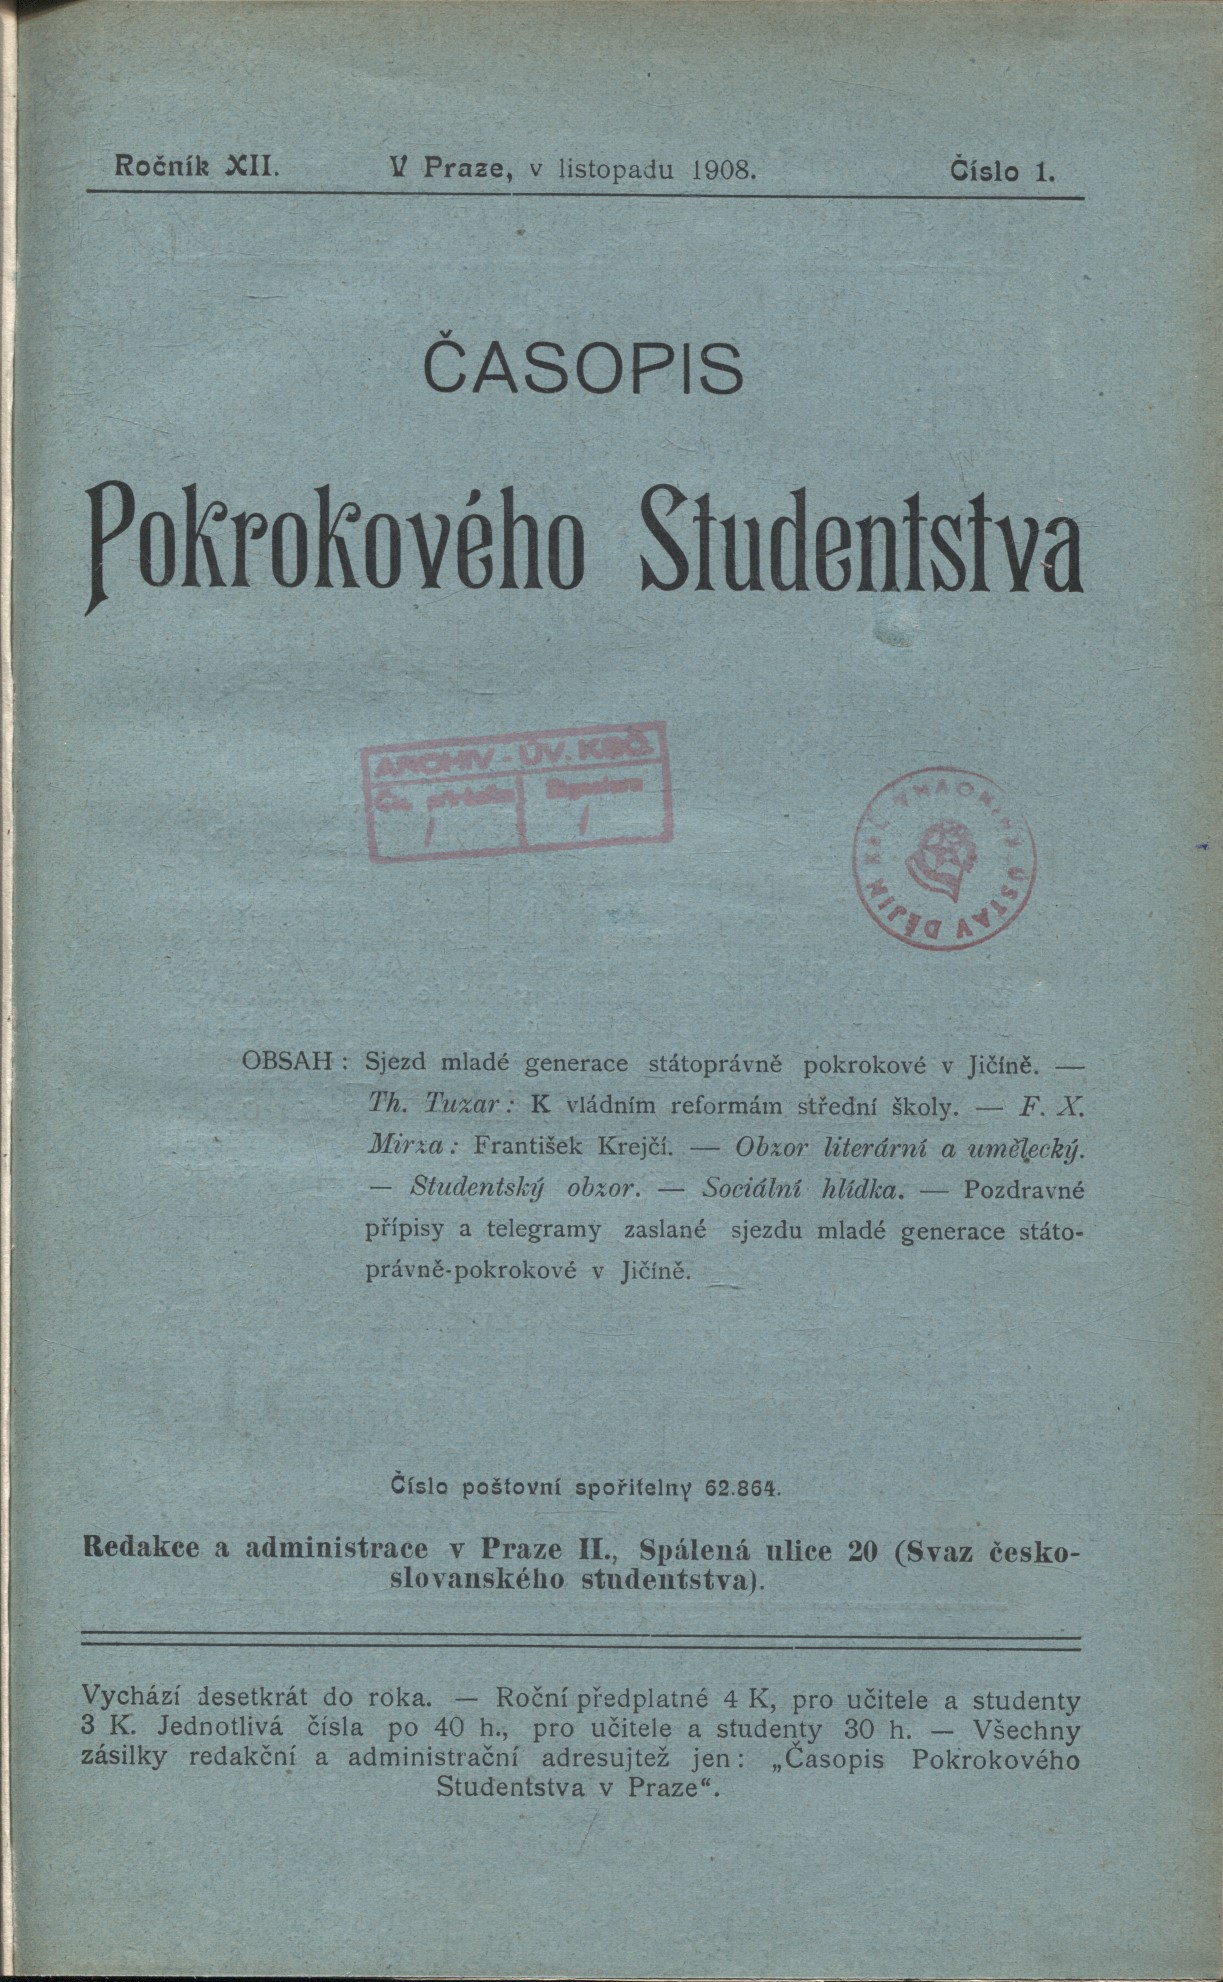 Ročník XII. V Praze, v listopadu 1908. Číslo 1.
ČASOPIS
Pokrokového Studentstva
ARCHIV - ÚV. KSČ.
ÚSTAV DĚJIN
OBSAH: Sjezd mladé generace státoprávně pokrokové v Jičíně. —
Th. Tuzar: K vládním reformám střední školy. — F. X.
Mirza: František Krejčí. — Obzor literární a umělecký.
— Studentský obzor. — Sociální hlídka. — Pozdravné
přípisy a telegramy zaslané sjezdu mladé generace státo-
právně-pokrokové v Jičíně.
Číslo poštovní spořitelny 62.864.
Redakce a administrace v Praze II., Spálená ulice 20 (Svaz česko-
slovanského studentstva).
Vychází desetkrát do roka. — Roční předplatné 4 K, pro učitele a studenty
3 K. Jednotlivá čísla po 40 h., pro učitele a studenty 30 h. — Všechny
zásilky redakční a administrační adresujtež jen: „Časopis Pokrokového
Studentstva v Praze“.